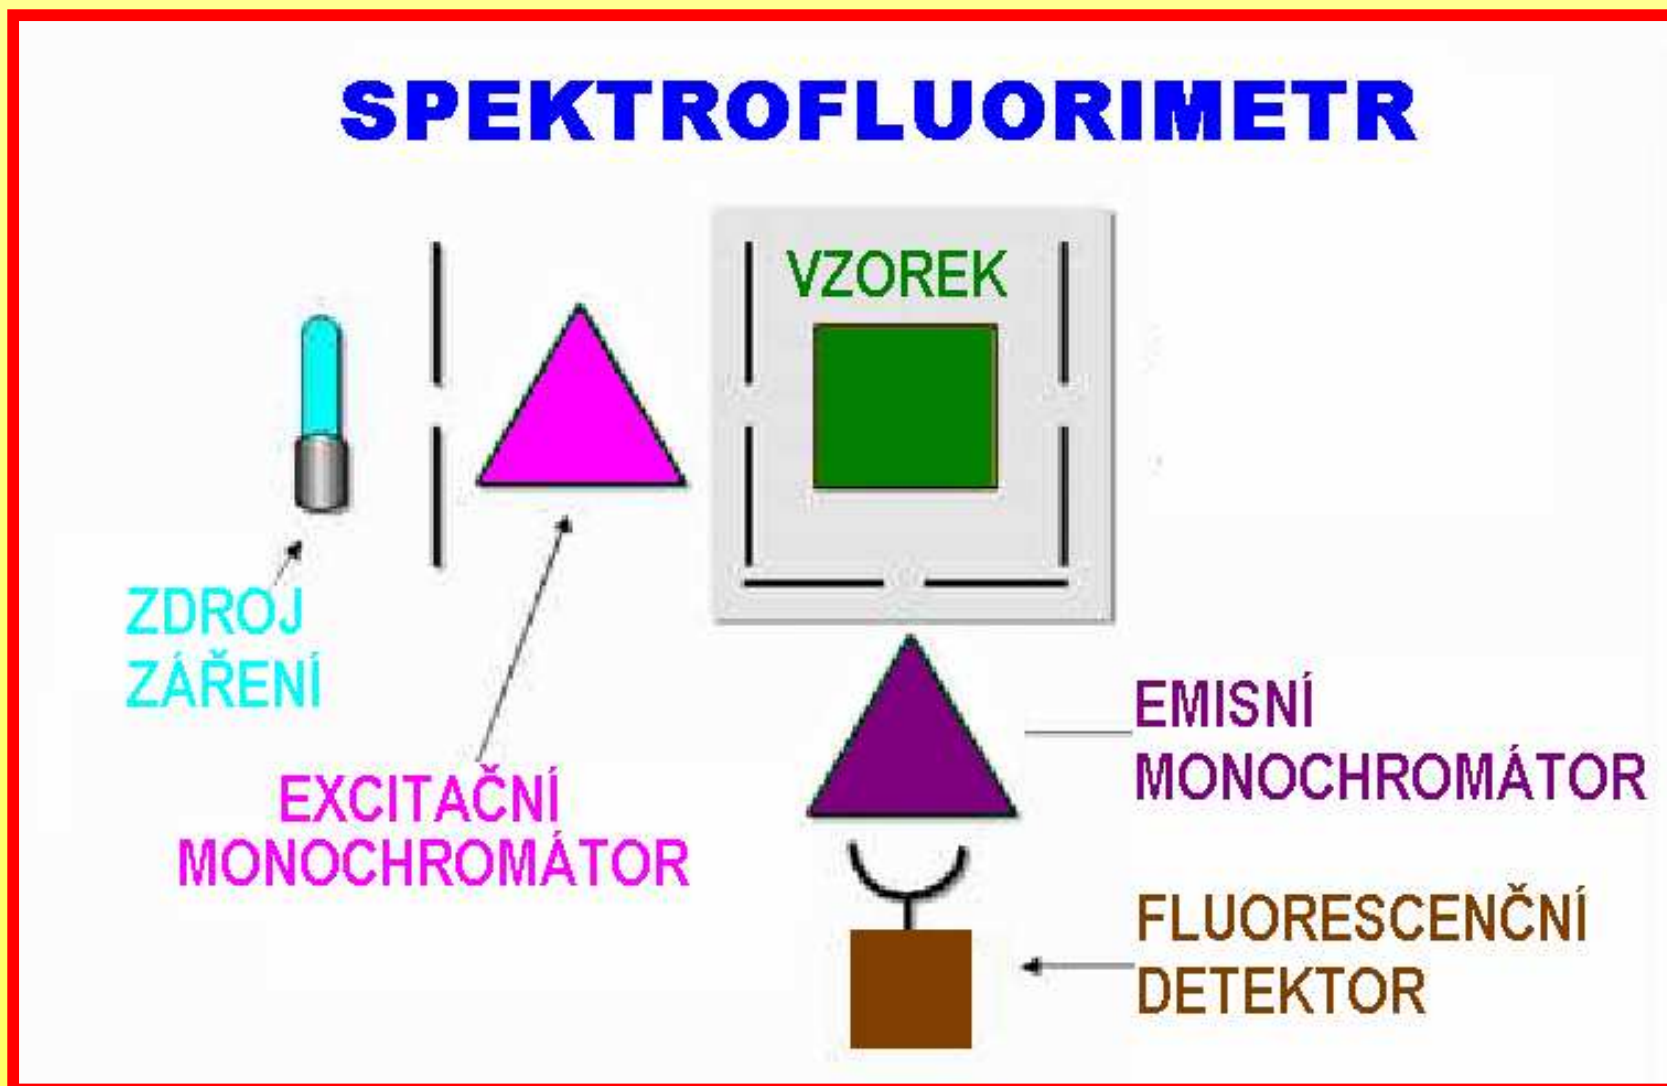 SPEKTROFLUORIMETR
VZOREK
ZDROJ
ZÁŘENÍ
EXCITAČNÍ
MONOCHROMÁTOR
EMISNÍ
MONOCHROMÁTOR
FLUORESCENČNÍ
DETEKTOR